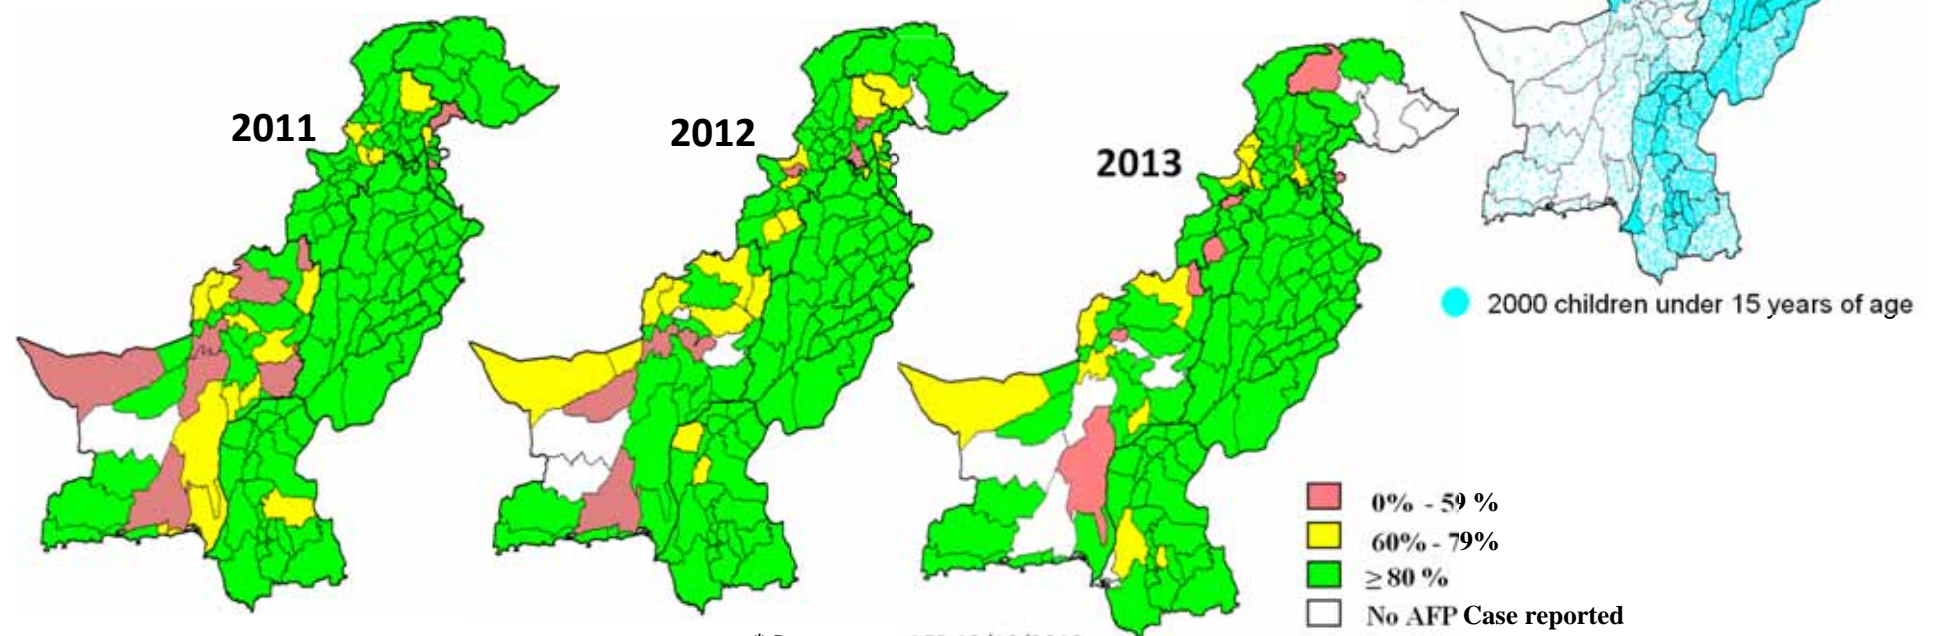 2011
2012
2013
2000 children under 15 years of age
0% - 59 %
60% - 79%
≥ 80 %
No AFP Case reported